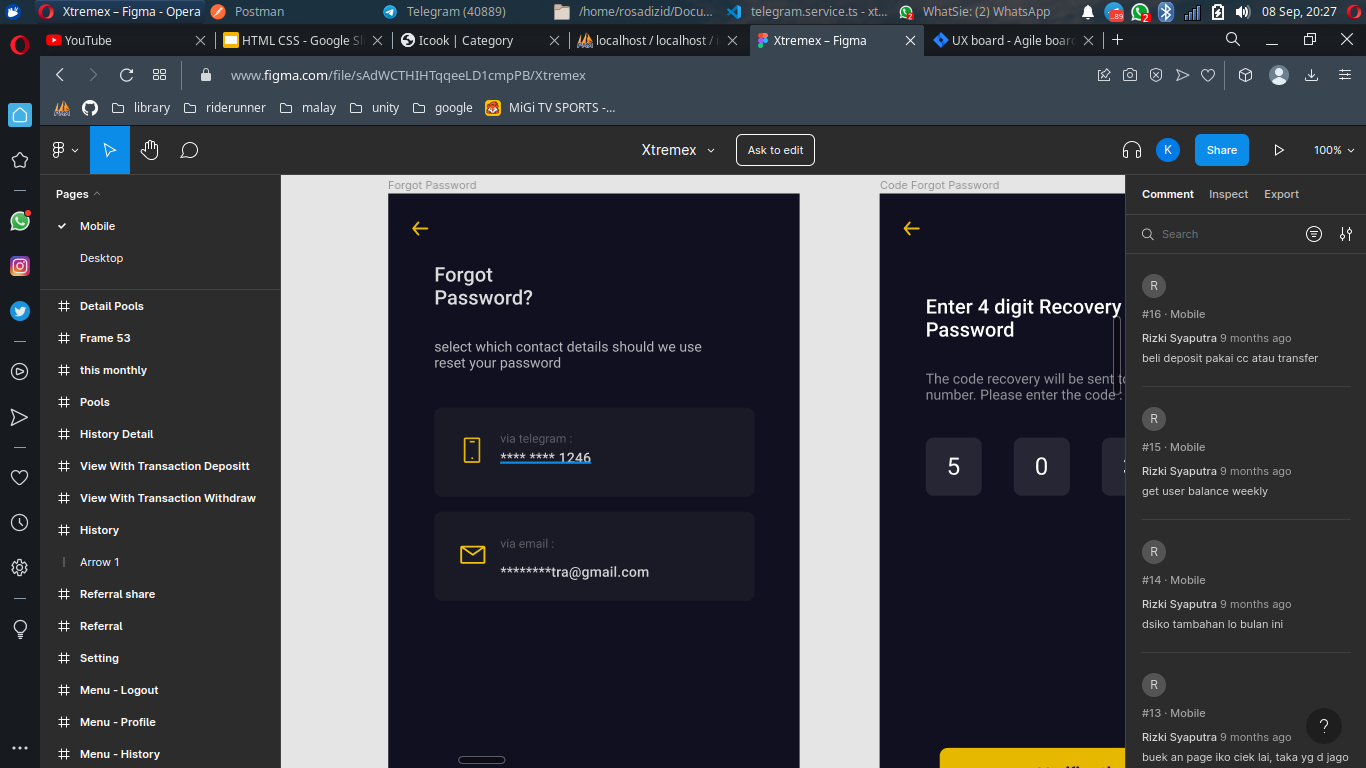 Xtremex – Figma - Opera
Postman
Telegram (40889)
/home/rosadizid/Docu...
telegram.service.ts - xt...
WhatSie: (2) WhatsApp
08 Sep, 20:27
YouTube
HTML CSS - Google Sl
Icook | Category
localhost / localhost /
Xtremex – Figma
UX board - Agile boar
www.figma.com/file/sAdWCTHIHTqqeeLD1cmpPB/Xtremex
library
riderunner
malay
unity
google
MiGi TV SPORTS -...
Xtremex
Ask to edit
K
Share
100%
Pages
Mobile
Desktop
Detail Pools
Frame 53
this monthly
Pools
History Detail
View With Transaction Depositt
View With Transaction Withdraw
History
Arrow 1
Referral share
Referral
Setting
Menu - Logout
Menu - Profile
Menu - History
Forgot Password
Forgot
Password?
select which contact details should we use
reset your password
via telegram :
**** **** 1246
via email :
********tra@gmail.com
Code Forgot Password
Enter 4 digit Recovery
Password
The code recovery will be sent to
number. Please enter the code :
5 0
Comment
Inspect
Export
Search
R
#16 · Mobile
Rizki Syaputra 9 months ago
beli deposit pakai cc atau transfer
R
#15 · Mobile
Rizki Syaputra 9 months ago
get user balance weekly
R
#14 · Mobile
Rizki Syaputra 9 months ago
dsiko tambahan lo bulan ini
R
#13 · Mobile
Rizki Syaputra 9 months ago
buek an page iko ciek lai, taka yg d jago
?